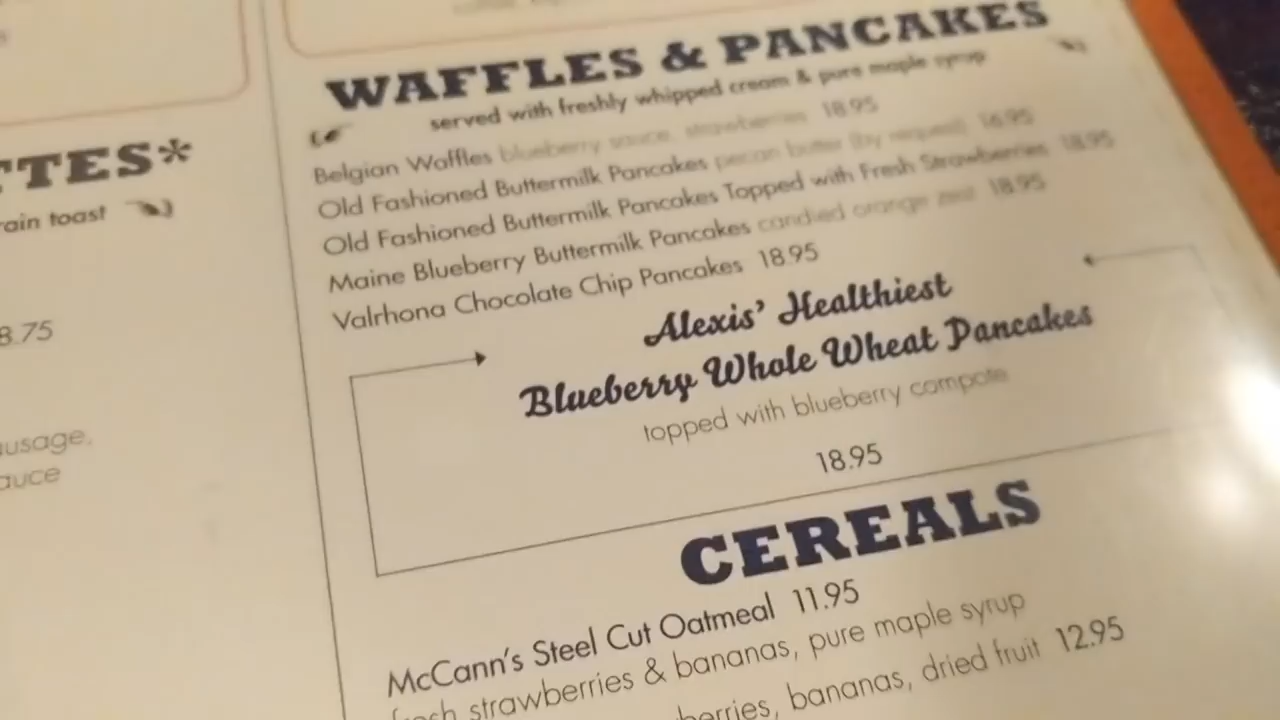 TTES*
rain toast
8.75
ausage,
auce
WAFFLES & PANCAKES
served with freshly whipped cream & pure maple syrup
Belgian Waffles blueberry sauce, strawberries 18.95
Old Fashioned Buttermilk Pancakes pecan butter (by request) 16.95
Old Fashioned Buttermilk Pancakes Topped with Fresh Strawberries 18.95
Maine Blueberry Buttermilk Pancakes candied orange zest 18.95
Valrhona Chocolate Chip Pancakes 18.95
Alexis' Healthiest
Blueberry Whole Wheat Pancakes
topped with blueberry compote
18.95
CEREALS
McCann's Steel Cut Oatmeal 11.95
fresh strawberries & bananas, pure maple syrup
berries, bananas, dried fruit 12.95